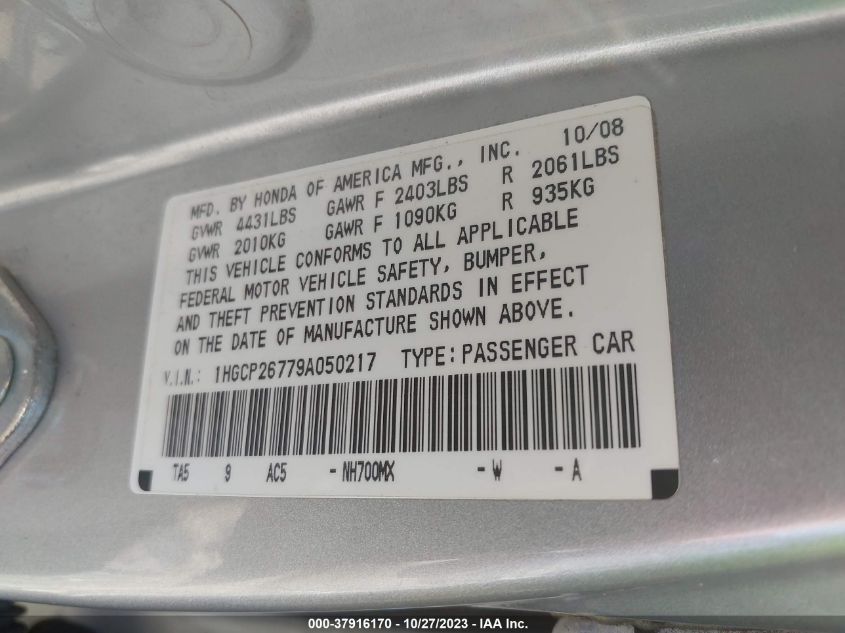 10/08
MFD. BY HONDA OF AMERICA MFG., INC.
GVWR 4431LBS GAWR F 2403LBS R 2061LBS
GVWR 2010KG GAWR F 1090KG R 935KG
THIS VEHICLE CONFORMS TO ALL APPLICABLE
FEDERAL MOTOR VEHICLE SAFETY, BUMPER,
AND THEFT PREVENTION STANDARDS IN EFFECT
ON THE DATE OF MANUFACTURE SHOWN ABOVE.
V.I.N.: 1HGCP26779A050217 TYPE:PASSENGER CAR
TA5 9 AC5 -NH700MX -W -A
000-37916170 - 10/27/2023 - IAA Inc.